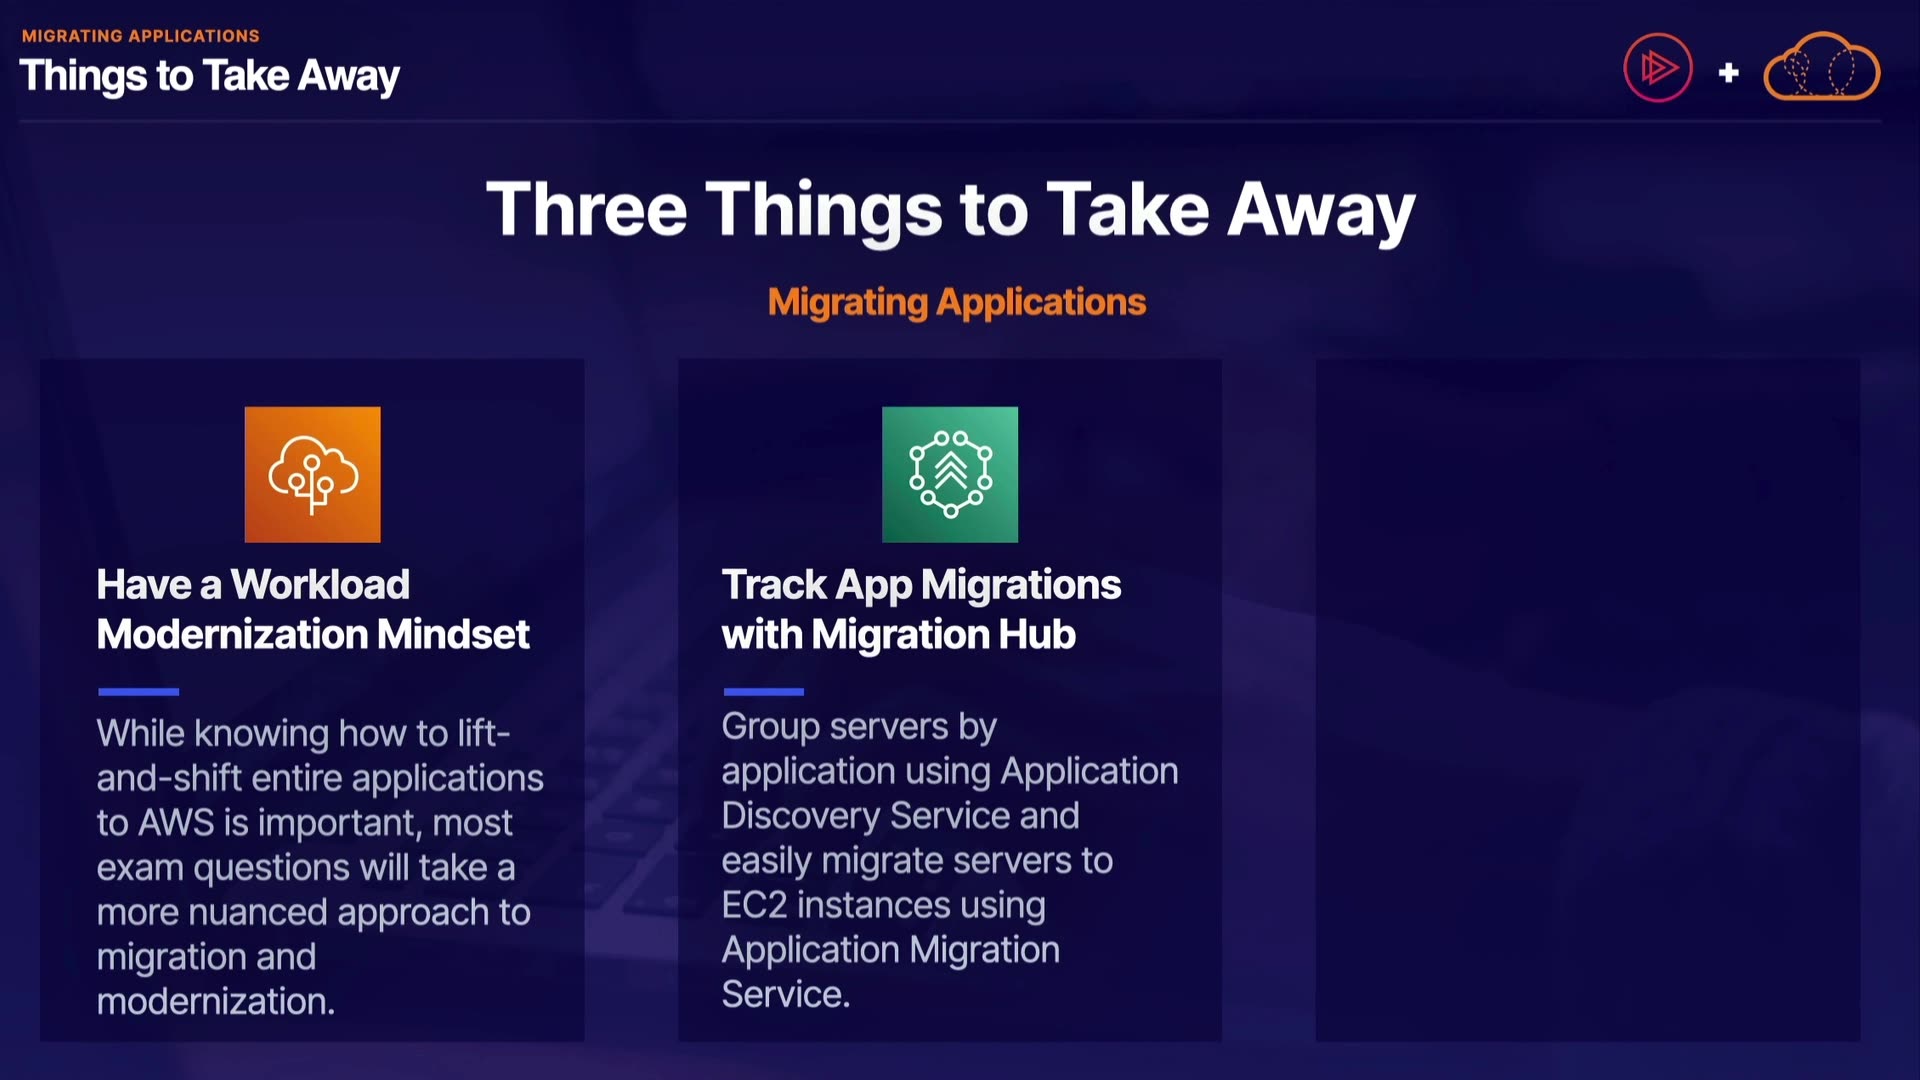 MIGRATING APPLICATIONS
Things to Take Away
Three Things to Take Away
Migrating Applications
Have a Workload
Modernization Mindset
While knowing how to lift-
and-shift entire applications
to AWS is important, most
exam questions will take a
more nuanced approach to
migration and
modernization.
Track App Migrations
with Migration Hub
Group servers by
application using Application
Discovery Service and
easily migrate servers to
EC2 instances using
Application Migration
Service.